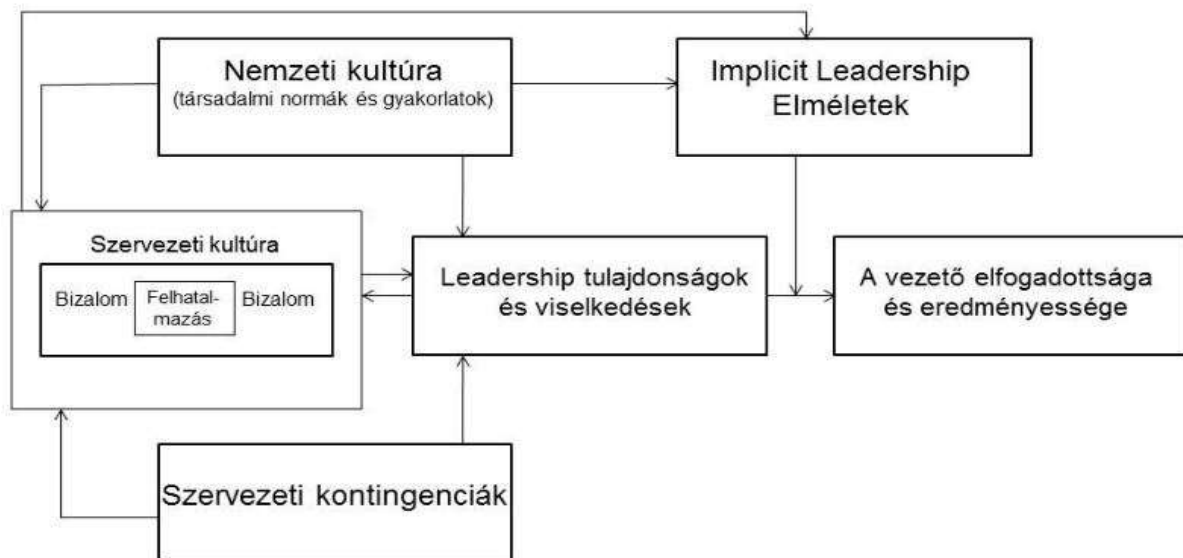 Nemzeti kultúra
(társadalmi normák és gyakorlatok)
Implicit Leadership
Elméletek
Szervezeti kultúra
Bizalom
Felhatal-
mazás
Bizalom
Leadership tulajdonságok
és viselkedések
A vezető elfogadottsága
és eredményessége
Szervezeti kontingenciák